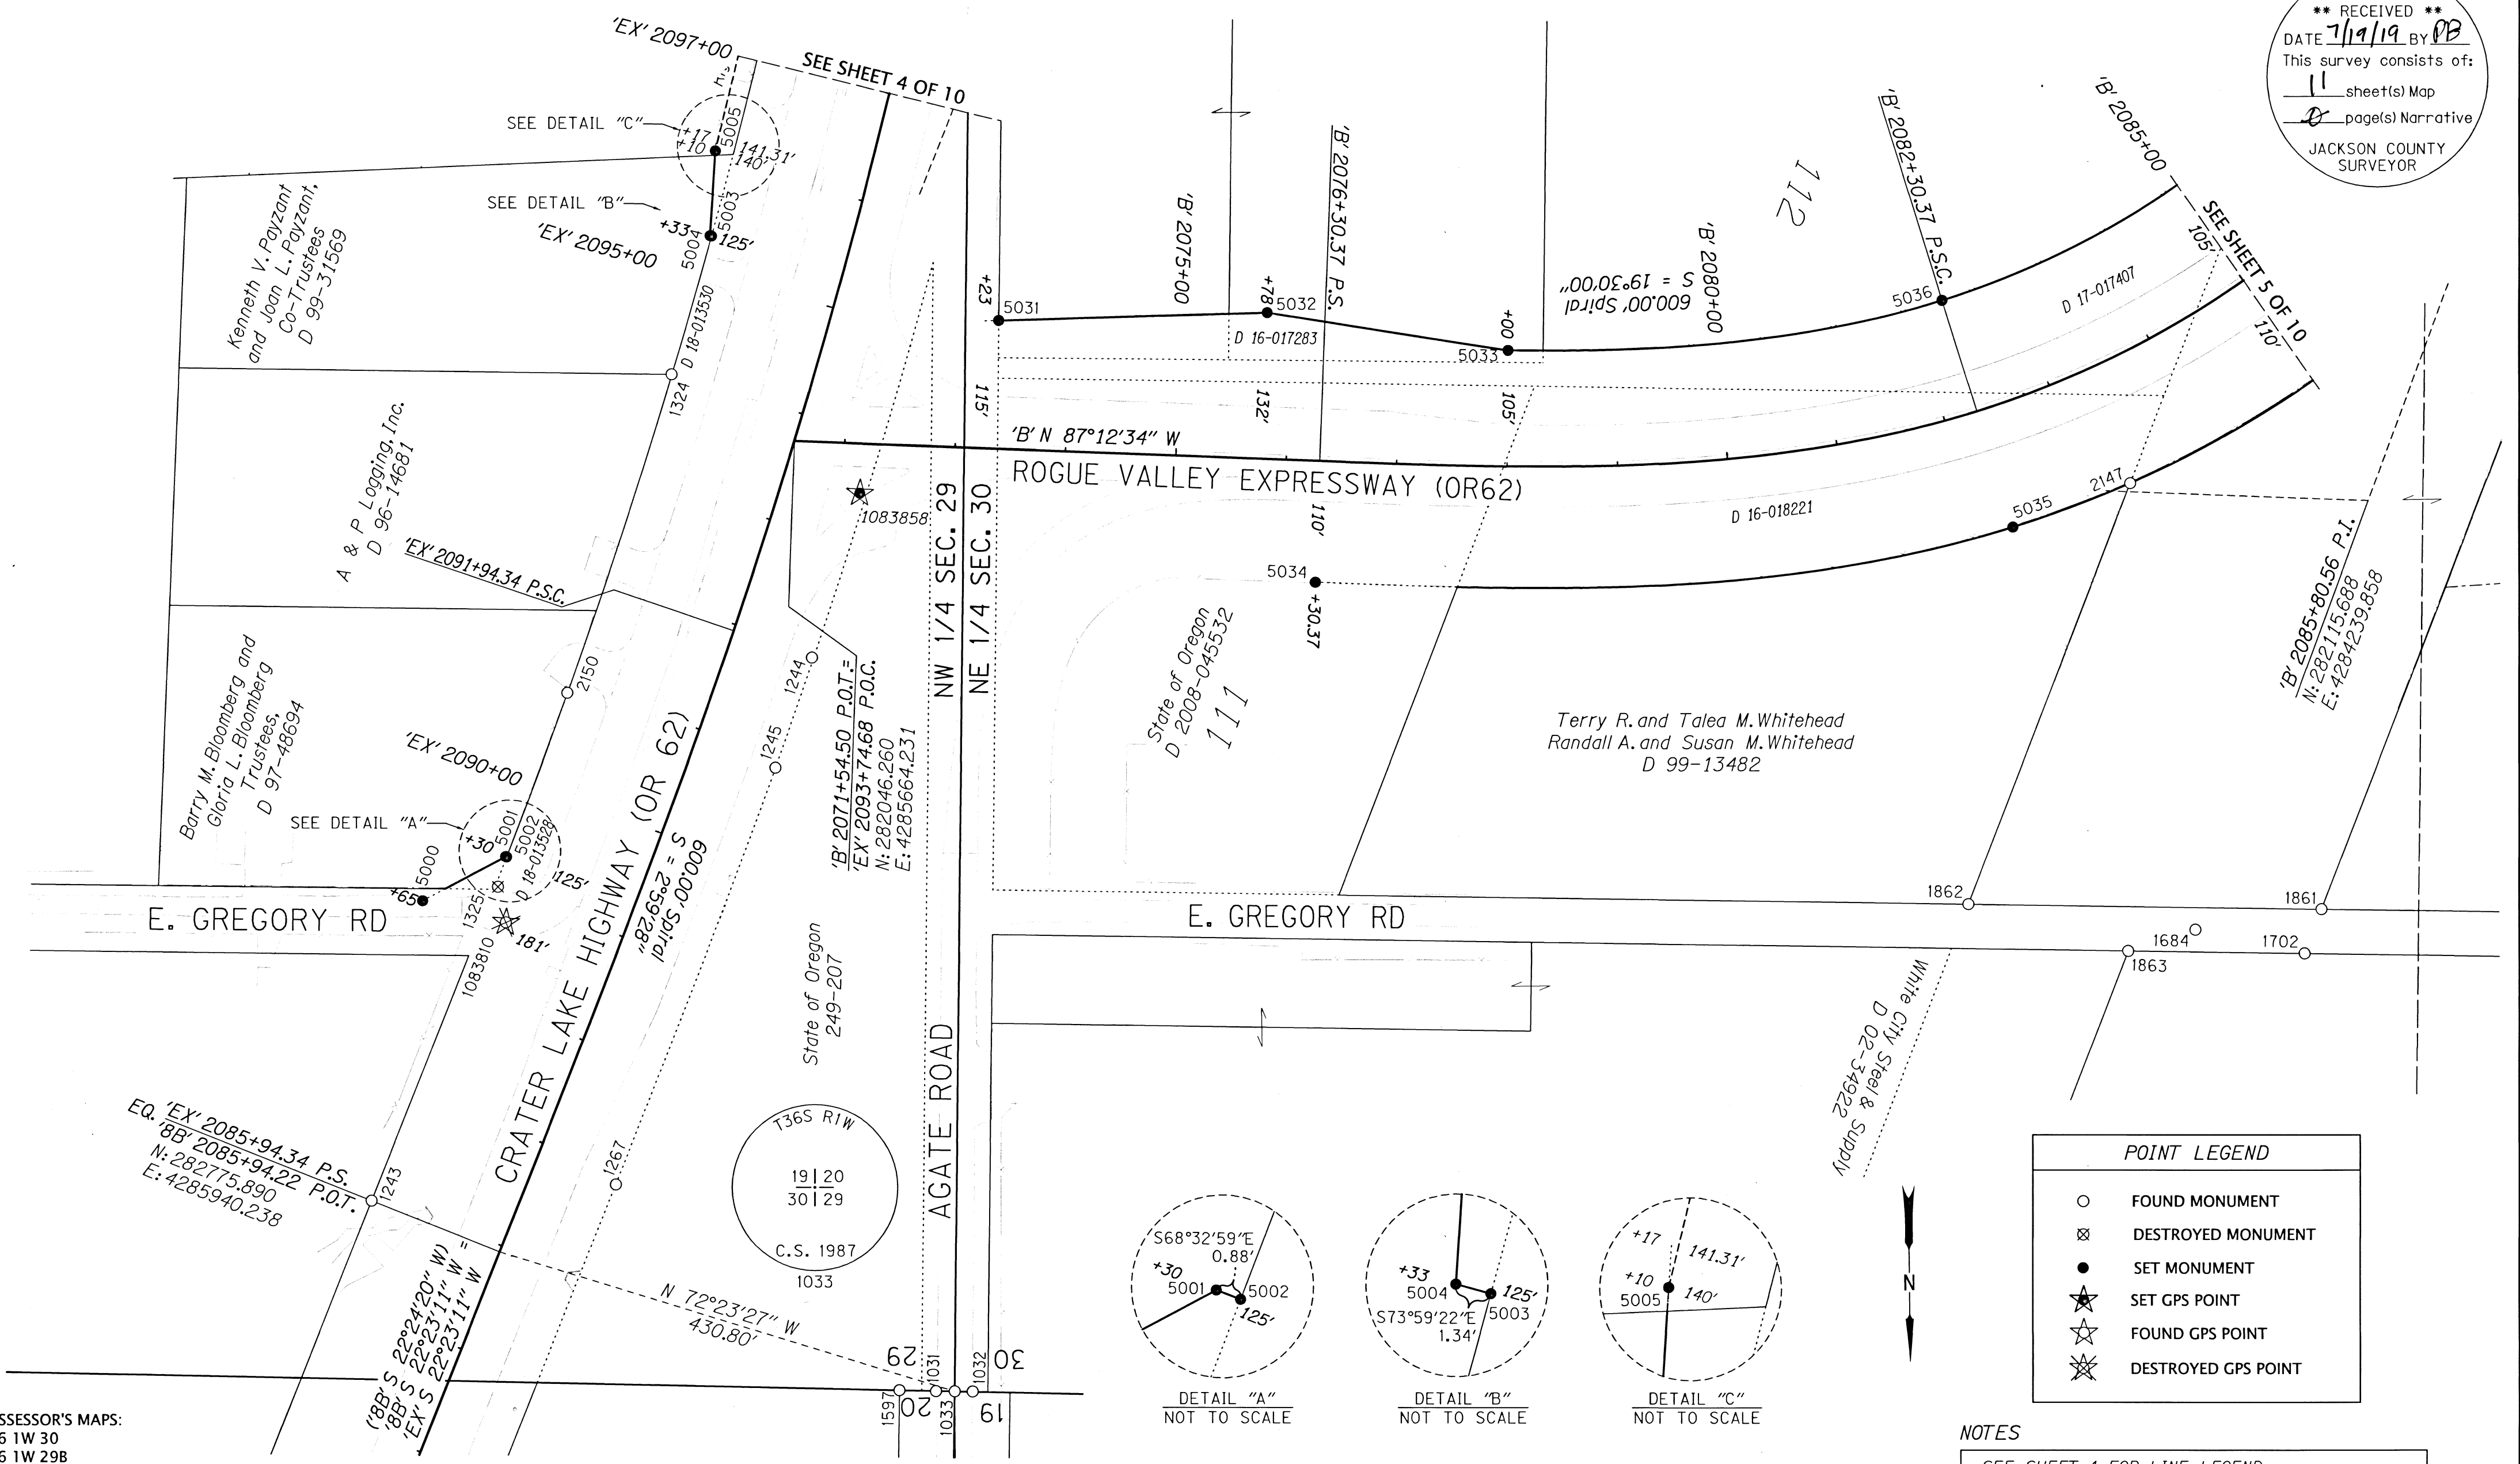 ** RECEIVED **
DATE 7/19/19 BY PB
This survey consists of:
11 sheet(s) Map
0 page(s) Narrative
JACKSON COUNTY
SURVEYOR
'EX' 2097+00
SEE SHEET 4 OF 10
SEE DETAIL "C"
+17
+10
5005
141.31'
140'
SEE DETAIL "B"
+33
5003
5004
125'
'EX' 2095+00
Kenneth V. Payzant
and Joan L. Payzant,
Co-Trustees
D 99-31569
D 18-013530
1324
A & P Logging, Inc.
D 96-14681
'EX' 2091+94.34 P.S.C.
2150
Barry M. Bloomberg and
Gloria L. Bloomberg
Trustees,
D 97-48694
'EX' 2090+00
SEE DETAIL "A"
+30
5001
5002
D 18-013528
125'
5000
+65
1325
181'
1083810
E. GREGORY RD
CRATER LAKE HIGHWAY (OR 62)
600.00' Spiral
S = 2°59'28"
EQ. 'EX' 2085+94.34 P.S.
'8B' 2085+94.22 P.O.T.
N: 282775.890
E: 4285940.238
1243
('8B' S 22°24'20" W)
'8B' S 22°23'11" W =
'EX' S 22°23'11" W
N 72°23'27" W
430.80'
1267
1245
1244
1083858
'B' 2071+54.50 P.O.T.=
'EX' 2093+74.68 P.O.C.
N: 282046.260
E: 4285664.231
State of Oregon
249-207
T36S R1W
19 20
30 29
C.S. 1987
1033
NW 1/4 SEC. 29
NE 1/4 SEC. 30
AGATE ROAD
29
30
20
19
1597
1031
1033
1032
+23
5031
115'
'B' 2075+00
+78
5032
D 16-017283
132'
'B' 2076+30.37 P.S.
+00
5033
105'
600.00' Spiral
S = 19°30'00"
'B' 2080+00
112
'B' 2082+30.37 P.S.C.
5036
'B' 2085+00
SEE SHEET 5 OF 10
105'
110'
D 17-017407
'B' N 87°12'34" W
ROGUE VALLEY EXPRESSWAY (OR62)
110'
5034
+30.37
D 16-018221
5035
2147
'B' 2085+80.56 P.I.
N: 282115.688
E: 4284239.858
State of Oregon
D 2008-045532
111
Terry R. and Talea M. Whitehead
Randall A. and Susan M. Whitehead
D 99-13482
1862
1861
E. GREGORY RD
1684
1702
1863
White City Steel & Supply
D 02-34922
S68°32'59"E
0.88'
+30
5001
5002
125'
DETAIL "A"
NOT TO SCALE
+33
5004
125'
5003
S73°59'22"E
1.34'
DETAIL "B"
NOT TO SCALE
+17
141.31'
+10
5005
140'
DETAIL "C"
NOT TO SCALE
N
POINT LEGEND
FOUND MONUMENT
DESTROYED MONUMENT
SET MONUMENT
SET GPS POINT
FOUND GPS POINT
DESTROYED GPS POINT
NOTES
SEE SHEET 1 FOR LINE LEGEND
SSESSOR'S MAPS:
6 1W 30
6 1W 29B